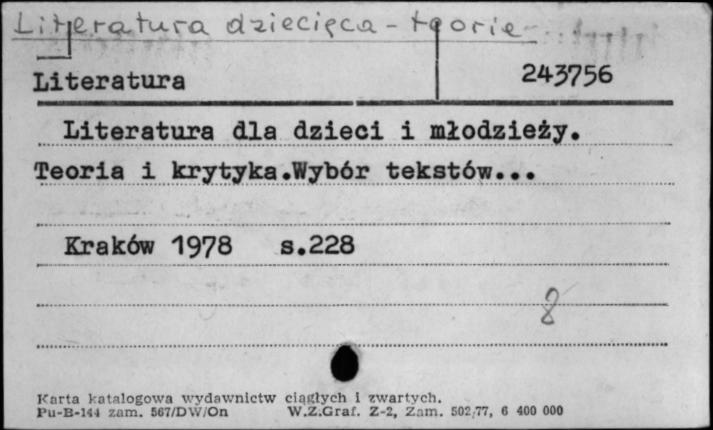 Literatura dziecięca - teorie
Literatura 243756
Literatura dla dzieci i młodzieży.
Teoria i krytyka.Wybór tekstów...
Kraków 1978 s.228
8
Karta katalogowa wydawnictw ciągłych i zwartych.
Pu-B-144 zam. 567/DW/On W.Z.Graf. Z-2, Zam. 502/77, 6 400 000